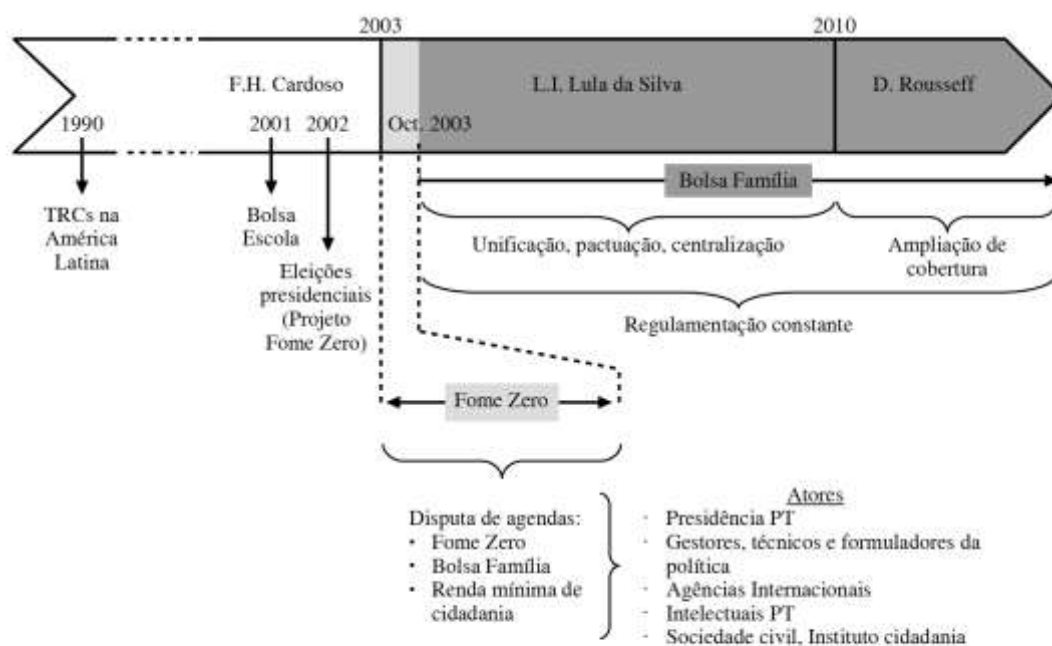 2003
2010
F.H. Cardoso
L.I. Lula da Silva
D. Rousseff
1990
2001
2002
Oct. 2003
Bolsa Família
TRCs na
América
Latina
Bolsa
Escola
Unificação, pactuação, centralização
Ampliação de
cobertura
Eleições
presidenciais
(Projeto
Fome Zero)
Regulamentação constante
Fome Zero
Disputa de agendas:
• Fome Zero
• Bolsa Família
• Renda mínima de
cidadania
Atores
· Presidência PT
· Gestores, técnicos e formuladores da
política
· Agências Internacionais
· Intelectuais PT
· Sociedade civil, Instituto cidadania